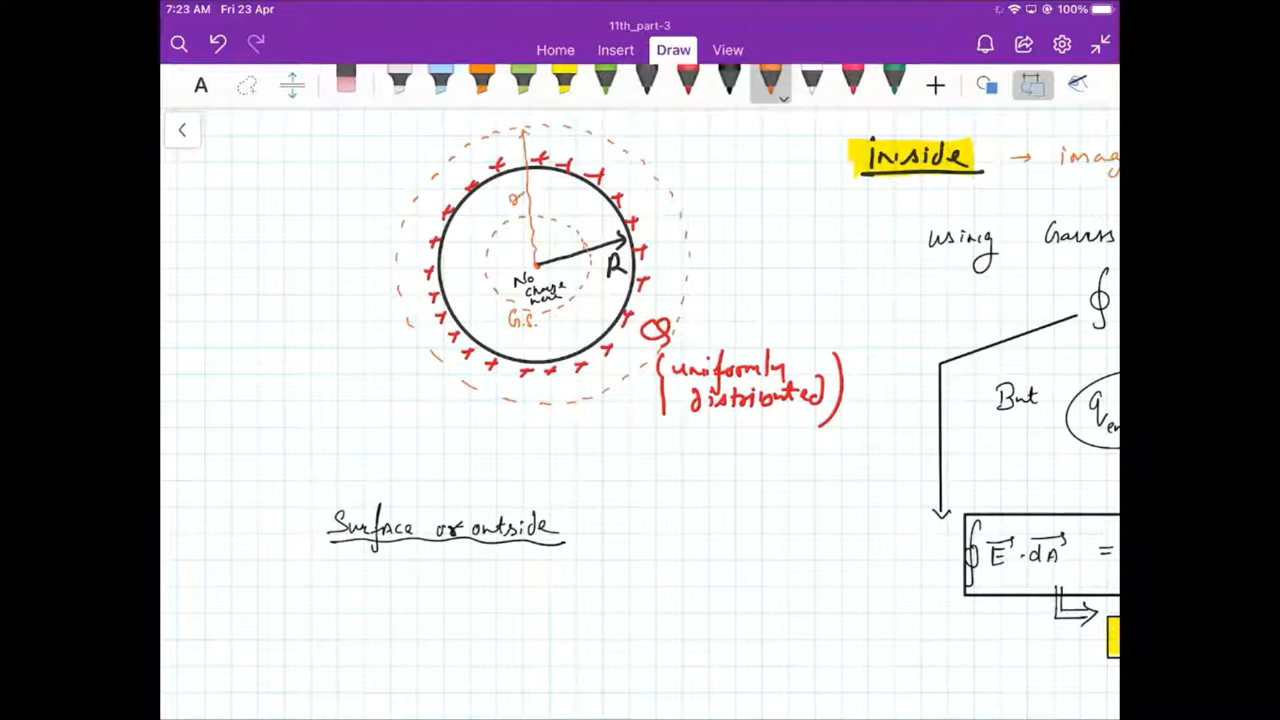 7:23 AM Fri 23 Apr
100%
11th_part-3
Home Insert Draw View
A
inside → imag
using Gauss
∮
R
r
No
charge
here
G.S.
Q
(uniformly
distributed)
But q en
Surface or outside
∮ E⃗ . dA⃗ =